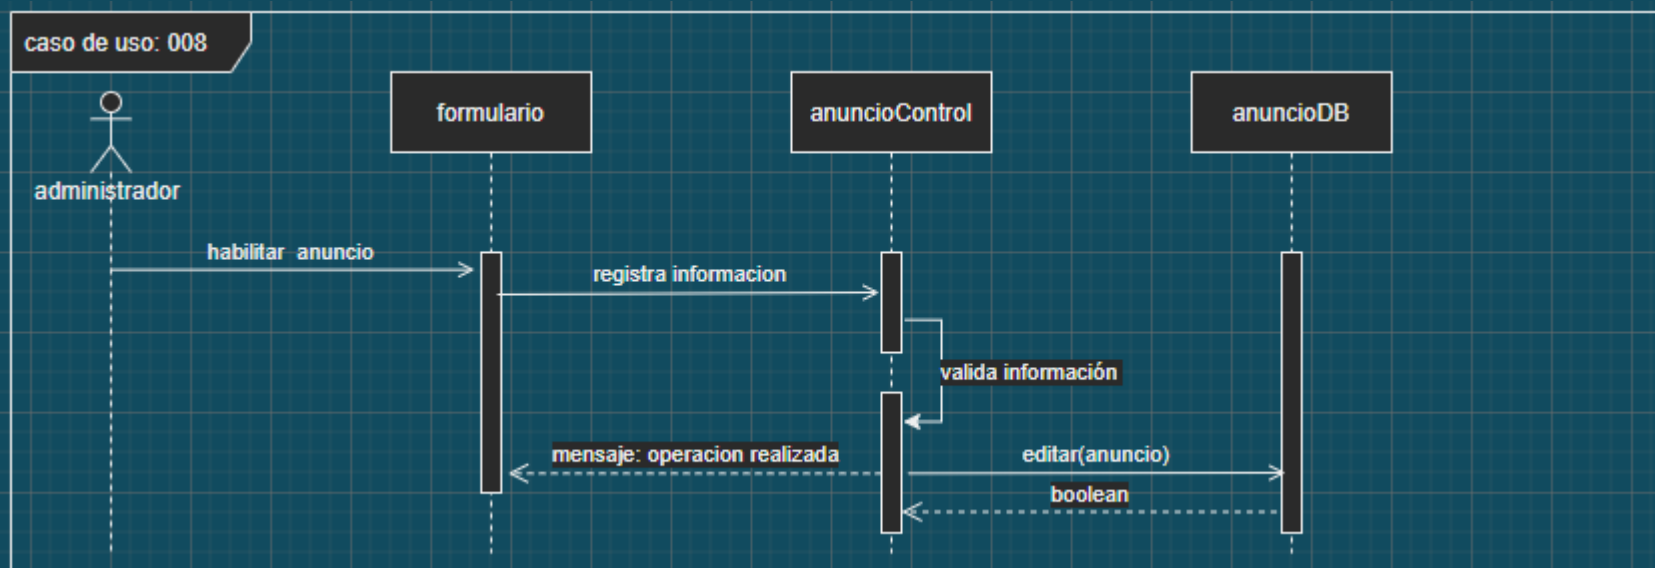 caso de uso: 008
formulario
anuncioControl
anuncioDB
administrador
habilitar anuncio
registra informacion
valida información
mensaje: operacion realizada
editar(anuncio)
boolean